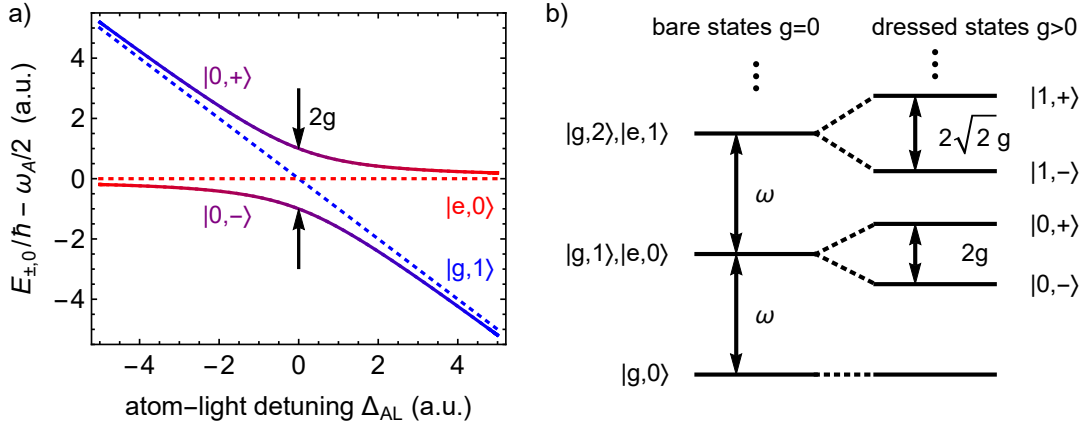 a)
E±,0/ħ − ωA/2 (a.u.)
4
2
0
−2
−4
|0,+⟩
2g
|e,0⟩
|0,−⟩
|g,1⟩
−4 −2 0 2 4
atom−light detuning ΔAL (a.u.)
b)
bare states g=0 dressed states g>0
|1,+⟩
|g,2⟩,|e,1⟩ 2√2 g
|1,−⟩
ω
|0,+⟩
|g,1⟩,|e,0⟩ 2g
|0,−⟩
ω
|g,0⟩